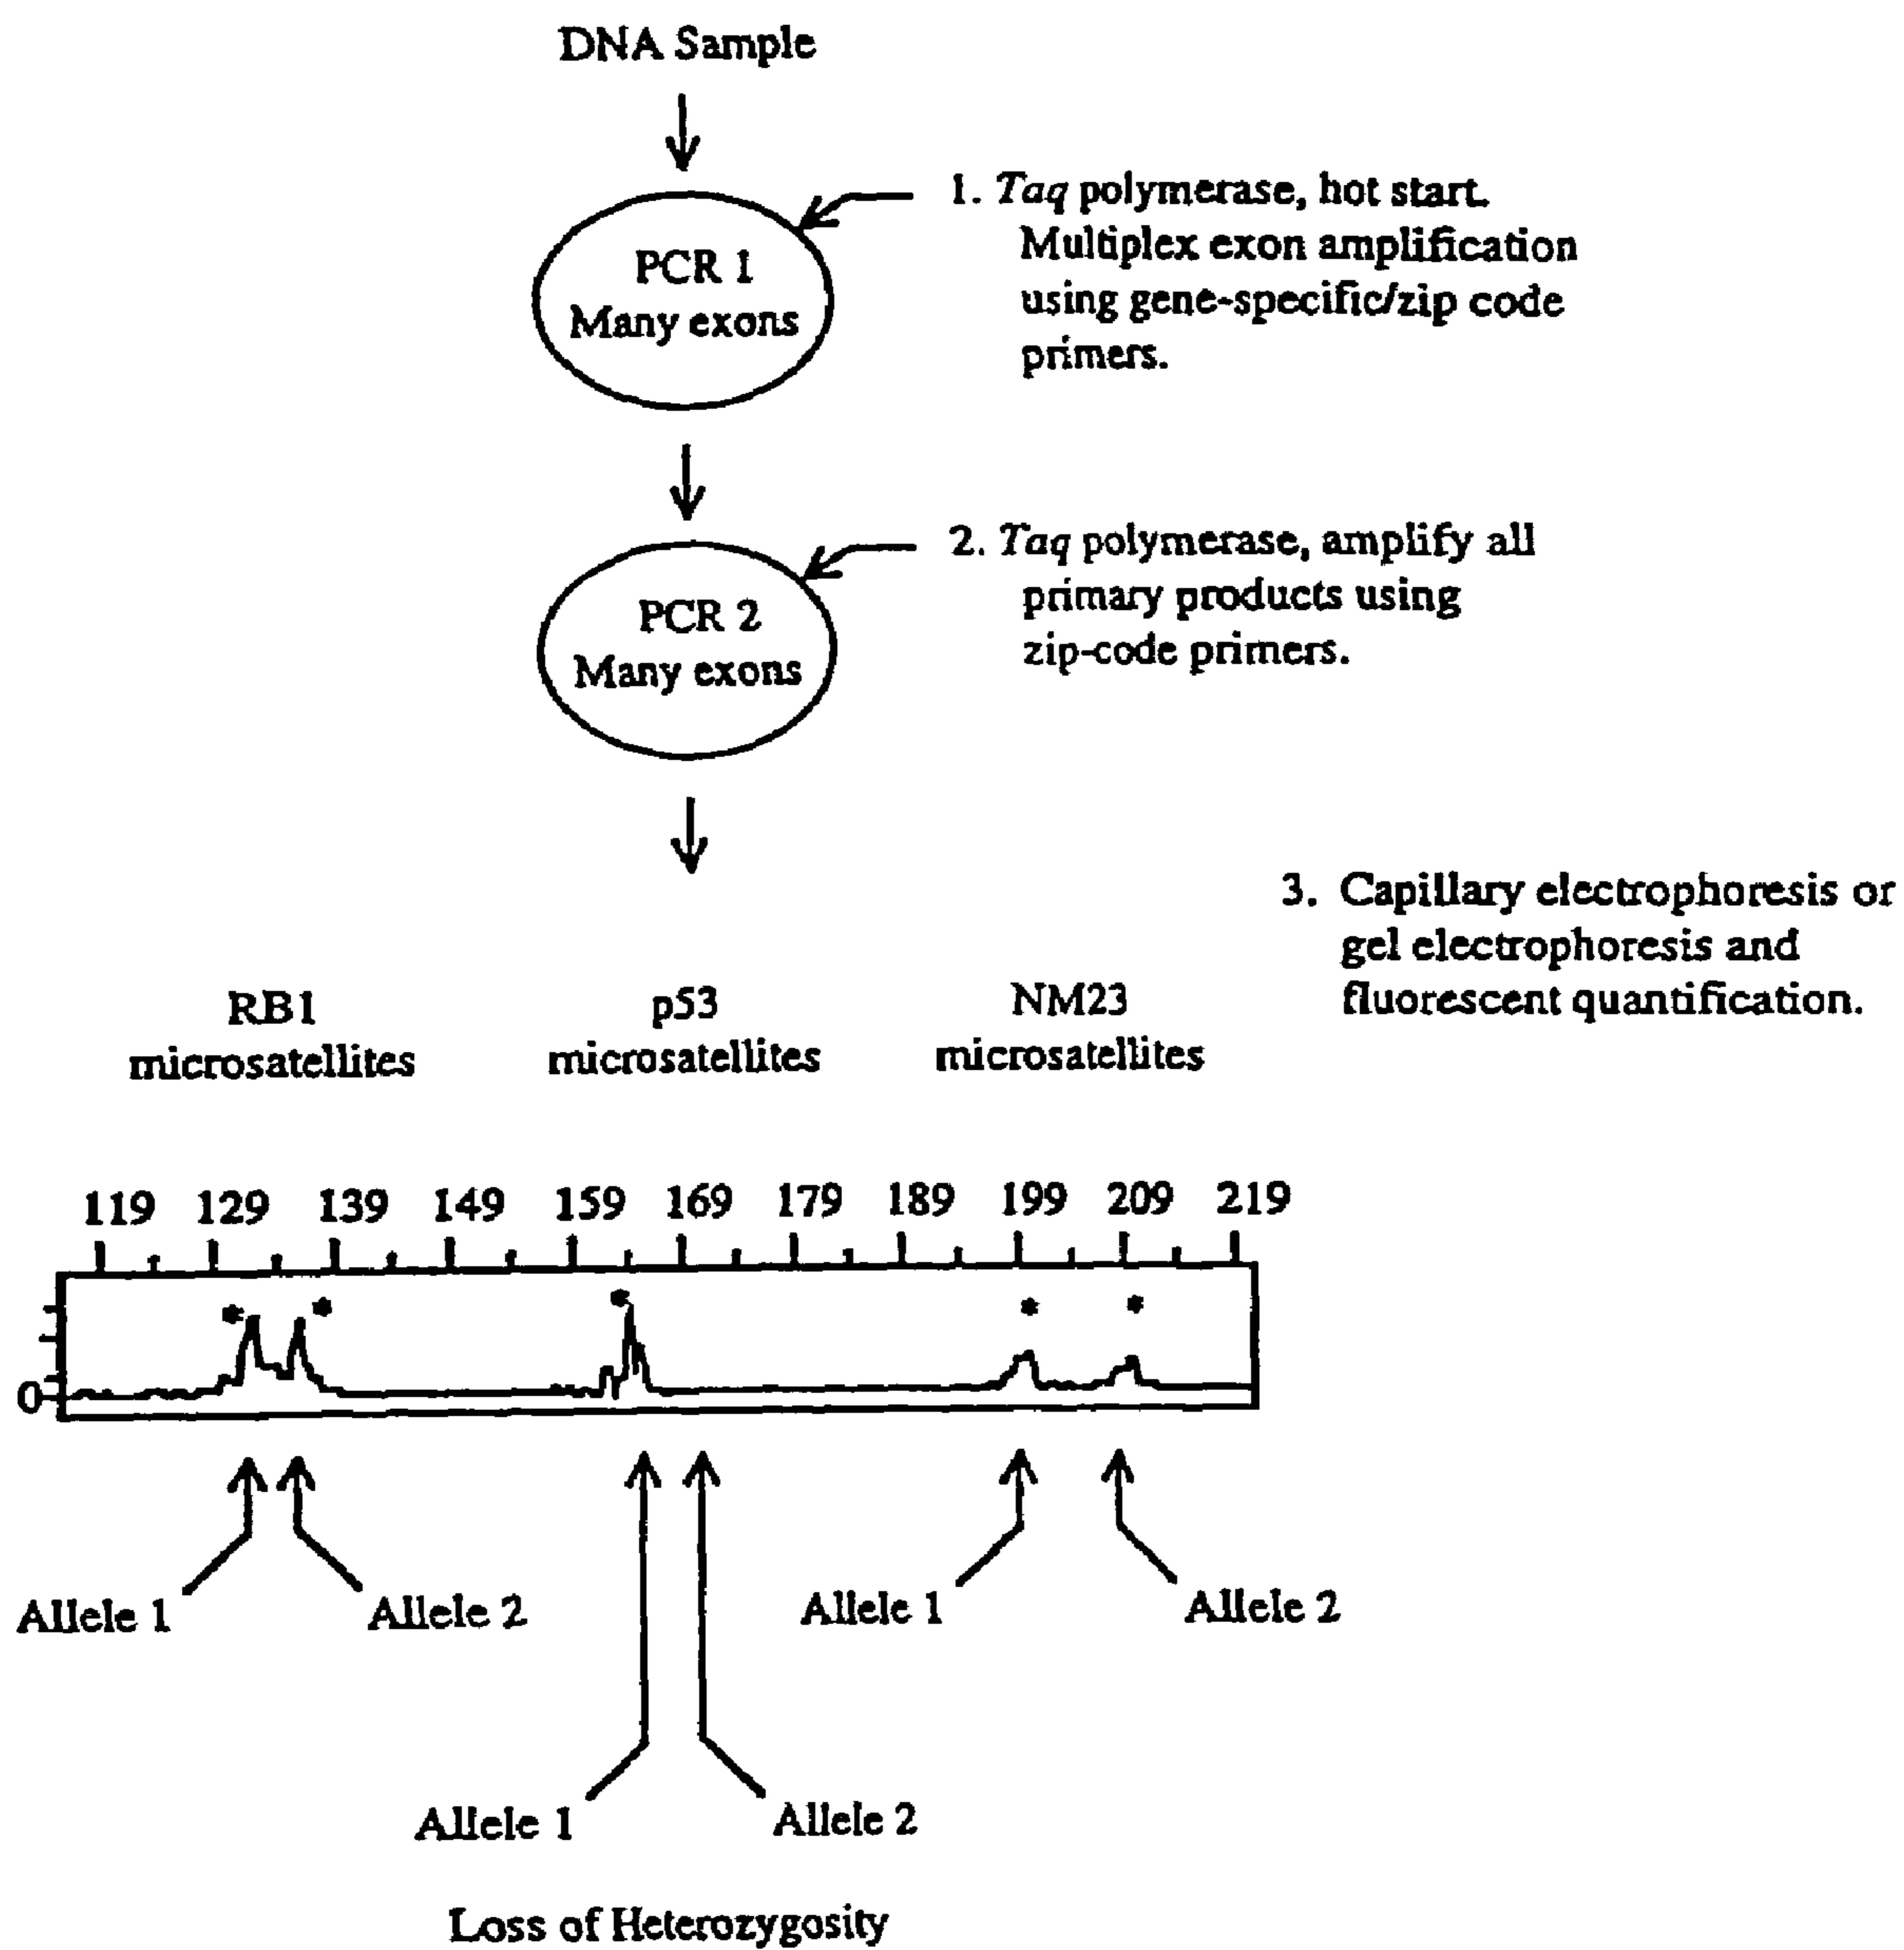 DNA Sample
PCR 1
Many exons
1. Taq polymerase, hot start.
Multiplex exon amplification
using gene-specific/zip code
primers.
PCR 2
Many exons
2. Taq polymerase, amplify all
primary products using
zip-code primers.
3. Capillary electrophoresis or
gel electrophoresis and
fluorescent quantification.
RB1
microsatellites
p53
microsatellites
NM23
microsatellites
119 129 139 149 159 169 179 189 199 209 219
* * * * *
0
Allele 1 Allele 2 Allele 1 Allele 2
Allele 1 Allele 2
Loss of Heterozygosity